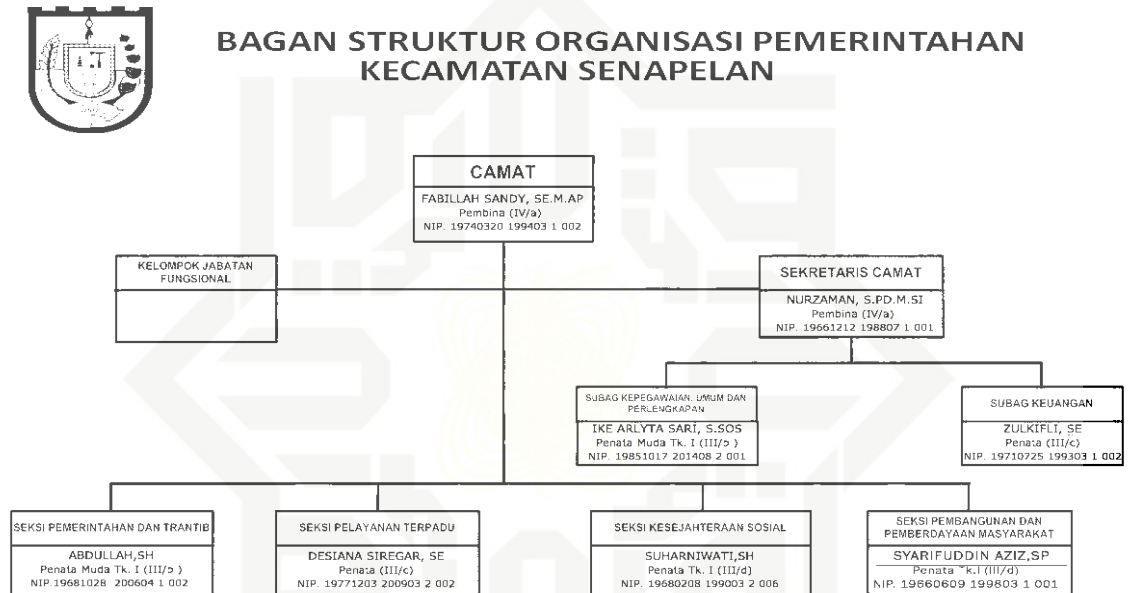 BAGAN STRUKTUR ORGANISASI PEMERINTAHAN
KECAMATAN SENAPELAN
CAMAT
FABILLAH SANDY, SE.M.AP
Pembina (IV/a)
NIP. 19740320 199403 1 002
KELOMPOK JABATAN
FUNGSIONAL
SEKRETARIS CAMAT
NURZAMAN, S.PD.M.SI
Pembina (IV/a)
NIP. 19661212 198807 1 001
SUBAG KEPEGAWAIAN, UMUM DAN
PERLENGKAPAN
IKE ARLYTA SARI, S.SOS
Penata Muda Tk. I (III/b )
NIP. 19851017 201408 2 001
SUBAG KEUANGAN
ZULKIFLI, SE
Penata (III/c)
NIP. 19710725 199303 1 002
SEKSI PEMERINTAHAN DAN TRANTIB
ABDULLAH,SH
Penata Muda Tk. I (III/b )
NIP.19681028 200604 1 002
SEKSI PELAYANAN TERPADU
DESIANA SIREGAR, SE
Penata (III/c)
NIP. 19771203 200903 2 002
SEKSI KESEJAHTERAAN SOSIAL
SUHARNIWATI,SH
Penata Tk. I (III/d)
NIP. 19680208 199003 2 006
SEKSI PEMBANGUNAN DAN
PEMBERDAYAAN MASYARAKAT
SYARIFUDDIN AZIZ,SP
Penata Tk.I (III/d)
NIP. 19660609 199803 1 001